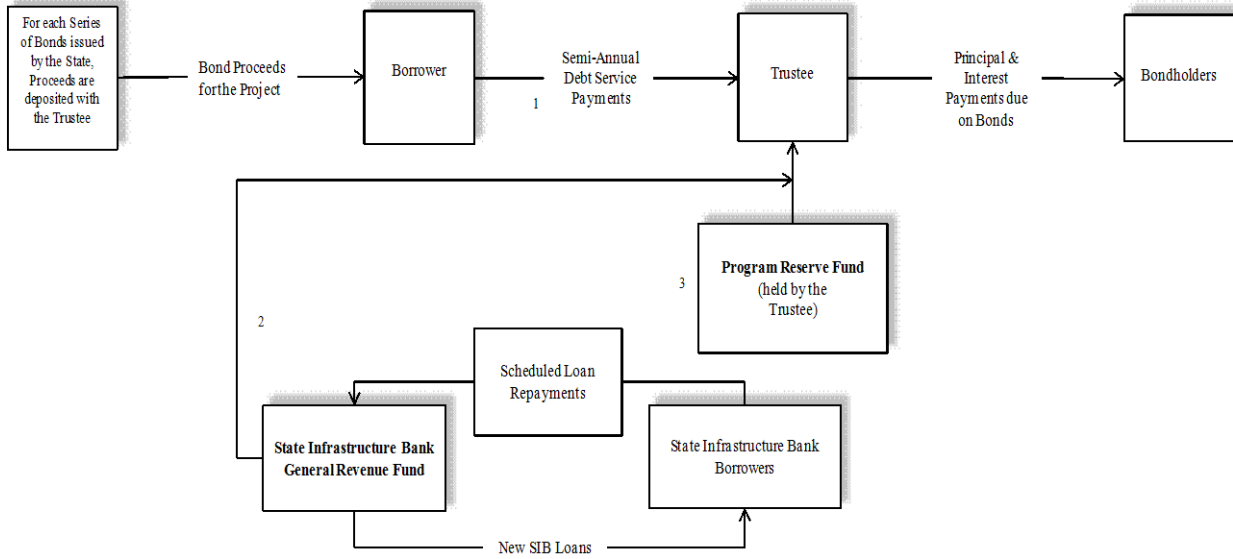 For each Series
of Bonds issued
by the State,
Proceeds are
deposited with
the Trustee
Bond Proceeds
for the Project
Borrower
Semi-Annual
Debt Service
Payments
1
Trustee
Principal &
Interest
Payments due
on Bonds
Bondholders
Program Reserve Fund
(held by the
Trustee)
3
2
Scheduled Loan
Repayments
State Infrastructure Bank
General Revenue Fund
State Infrastructure Bank
Borrowers
New SIB Loans